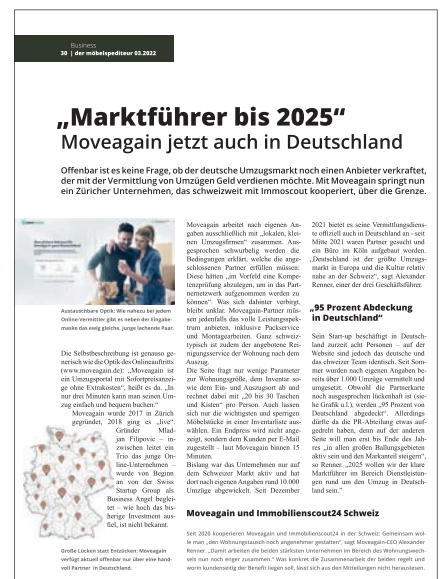 Business
30 | der möbelspediteur 03.2022
„Marktführer bis 2025“
Moveagain jetzt auch in Deutschland
Offenbar ist es keine Frage, ob der deutsche Umzugsmarkt noch einen Anbieter verkraftet,
der mit der Vermittlung von Umzügen Geld verdienen möchte. Mit Moveagain springt nun
ein Züricher Unternehmen, das schweizweit mit Immoscout kooperiert, über die Grenze.
Austauschbare Optik: Wie nahezu bei jedem
Online-Vermittler gibt es neben der Eingabe-
maske das ewig gleiche, junge lachende Paar.
Die Selbstbeschreibung ist genauso ge-
nerisch wie die Optik des Onlineauftritts
(www.moveagain.de): „Moveagain ist
ein Umzugsportal mit Sofortpreisanzei-
ge ohne Extrakosten“, heißt es da. „In
nur drei Minuten kann man seinen Um-
zug einfach und bequem buchen.“
Moveagain wurde 2017 in Zürich
gegründet, 2018 ging es „live“.
Gründer Mlad-
jan Filipovic – in-
zwischen leitet ein
Trio das junge On-
line-Unternehmen –
wurde von Beginn
an von der Swiss
Startup Group als
Business Angel beglei-
tet – wie hoch das bis-
herige Investment aus-
fiel, ist nicht bekannt.
Große Lücken statt Entzücken: Moveagain
verfügt aktuell offenbar nur über eine hand-
voll Partner in Deutschland.
Moveagain arbeitet nach eigenen An-
gaben ausschließlich mit „lokalen, klei-
nen Umzugsfirmen“ zusammen. Aus-
gesprochen schwurbelig werden die
Bedingungen erklärt, welche die ange-
schlossenen Partner erfüllen müssen:
Diese hätten „im Vorfeld eine Kompe-
tenzprüfung abzulegen, um in das Part-
nernetzwerk aufgenommen werden zu
können“. Was sich dahinter verbirgt,
bleibt unklar. Moveagain-Partner müs-
sen jedenfalls das volle Leistungsspek-
trum anbieten, inklusive Packservice
und Montagearbeiten. Ganz schweiz-
typisch ist zudem der angebotene Rei-
nigungsservice der Wohnung nach dem
Auszug.
Die Seite fragt nur wenige Parameter
zur Wohnungsgröße, dem Inventar so-
wie dem Ein- und Auszugsort ab und
rechnet dabei mit „20 bis 30 Taschen
und Kisten“ pro Person. Auch lassen
sich nur die wichtigsten und sperrigen
Möbelstücke in einer Inventarliste aus-
wählen. Ein Endpreis wird nicht ange-
zeigt, sondern dem Kunden per E-Mail
zugestellt – laut Moveagain binnen 15
Minuten.
Bislang war das Unternehmen nur auf
dem Schweizer Markt aktiv und hat
dort nach eigenen Angaben rund 10.000
Umzüge abgewickelt. Seit Dezember
2021 bietet es seine Vermittlungsdiens-
te offiziell auch in Deutschland an - seit
Mitte 2021 waren Partner gesucht und
ein Büro im Köln aufgebaut worden.
„Deutschland ist der größte Umzugs-
markt in Europa und die Kultur relativ
nahe an der Schweiz“, sagt Alexander
Renner, einer der drei Geschäftsführer.
„95 Prozent Abdeckung
in Deutschland“
Sein Start-up beschäftigt in Deutsch-
land zurzeit acht Personen – auf der
Website sind jedoch das deutsche und
das schweizer Team identisch. Seit Som-
mer wurden nach eigenen Angaben be-
reits über 1.000 Umzüge vermittelt und
umgesetzt. Obwohl die Partnerkarte
noch ausgesprochen lückenhaft ist (sie-
he Grafik u.l.), werden „95 Prozent von
Deutschland abgedeckt“. Allerdings
dürfte da die PR-Abteilung etwas auf-
gedreht haben, denn auf der anderen
Seite will man erst bis Ende des Jah-
res „in allen großen Ballungsgebieten
aktiv sein und den Markanteil steigern“,
so Renner. „2025 wollen wir der klare
Marktführer im Bereich Dienstleistun-
gen rund um den Umzug in Deutsch-
land sein.“
Moveagain und Immobilienscout24 Schweiz
Seit 2020 kooperieren Moveagain und Immobilienscout24 in der Schweiz: Gemeinsam wol-
le man „den Wohnungstausch noch angenehmer gestalten“, sagt Moveagain-CEO Alexander
Renner. „Damit arbeiten die beiden stärksten Unternehmen im Bereich des Wohnungswech-
sels nun noch enger zusammen.“ Was konkret die Zusammenarbeit der beiden regelt und
worin kundenseitig der Benefit liegen soll, lässt sich aus den Mitteilungen nicht herauslesen.